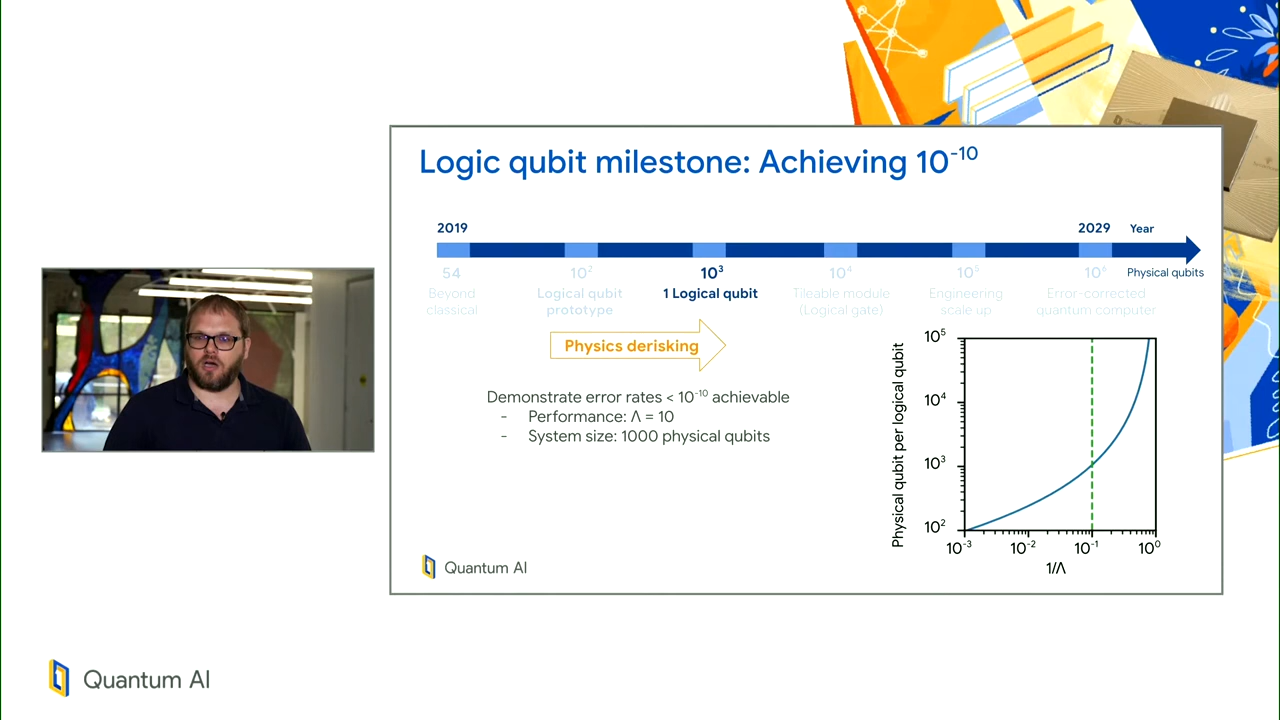 Logic qubit milestone: Achieving 10⁻¹⁰
2019
2029
Year
54
10²
10³
10⁴
10⁵
10⁶
Physical qubits
Beyond
classical
Logical qubit
prototype
1 Logical qubit
Tileable module
(Logical gate)
Engineering
scale up
Error-corrected
quantum computer
Physics derisking
Demonstrate error rates < 10⁻¹⁰ achievable
- Performance: Λ = 10
- System size: 1000 physical qubits
Physical qubit per logical qubit
10⁵
10⁴
10³
10²
10⁻³
10⁻²
10⁻¹
10⁰
1/Λ
Quantum AI
Quantum AI